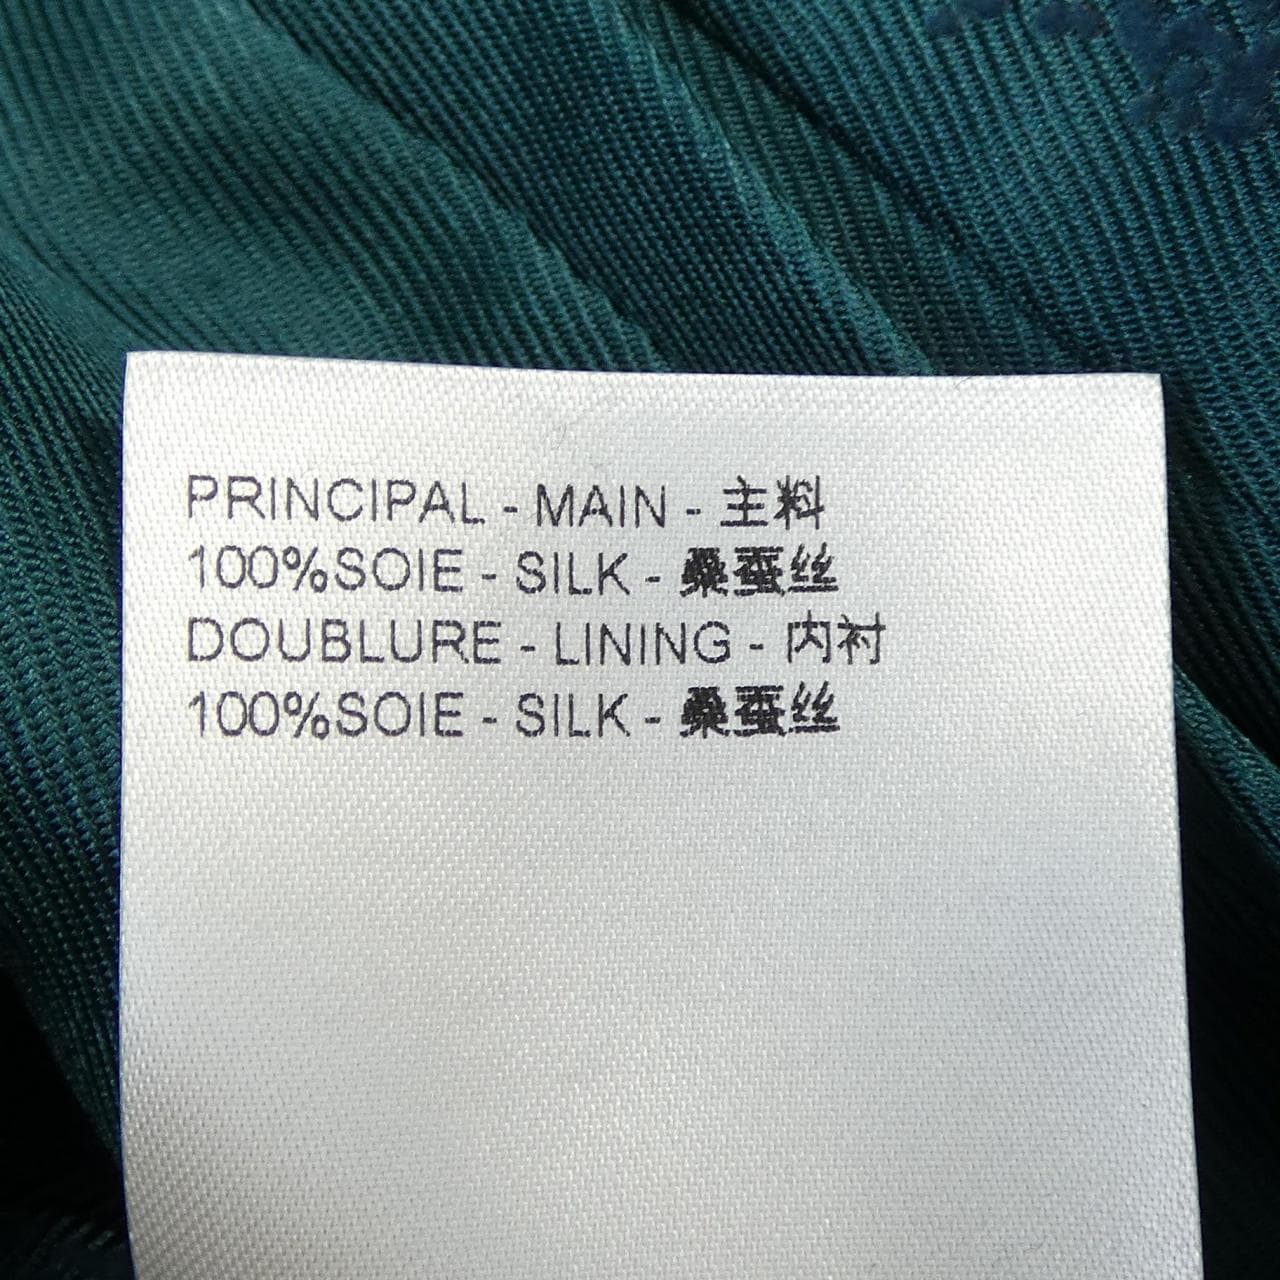 PRINCIPAL - MAIN - 主料
100%SOIE - SILK - 桑蚕丝
DOUBLURE - LINING - 内衬
100%SOIE - SILK - 桑蚕丝